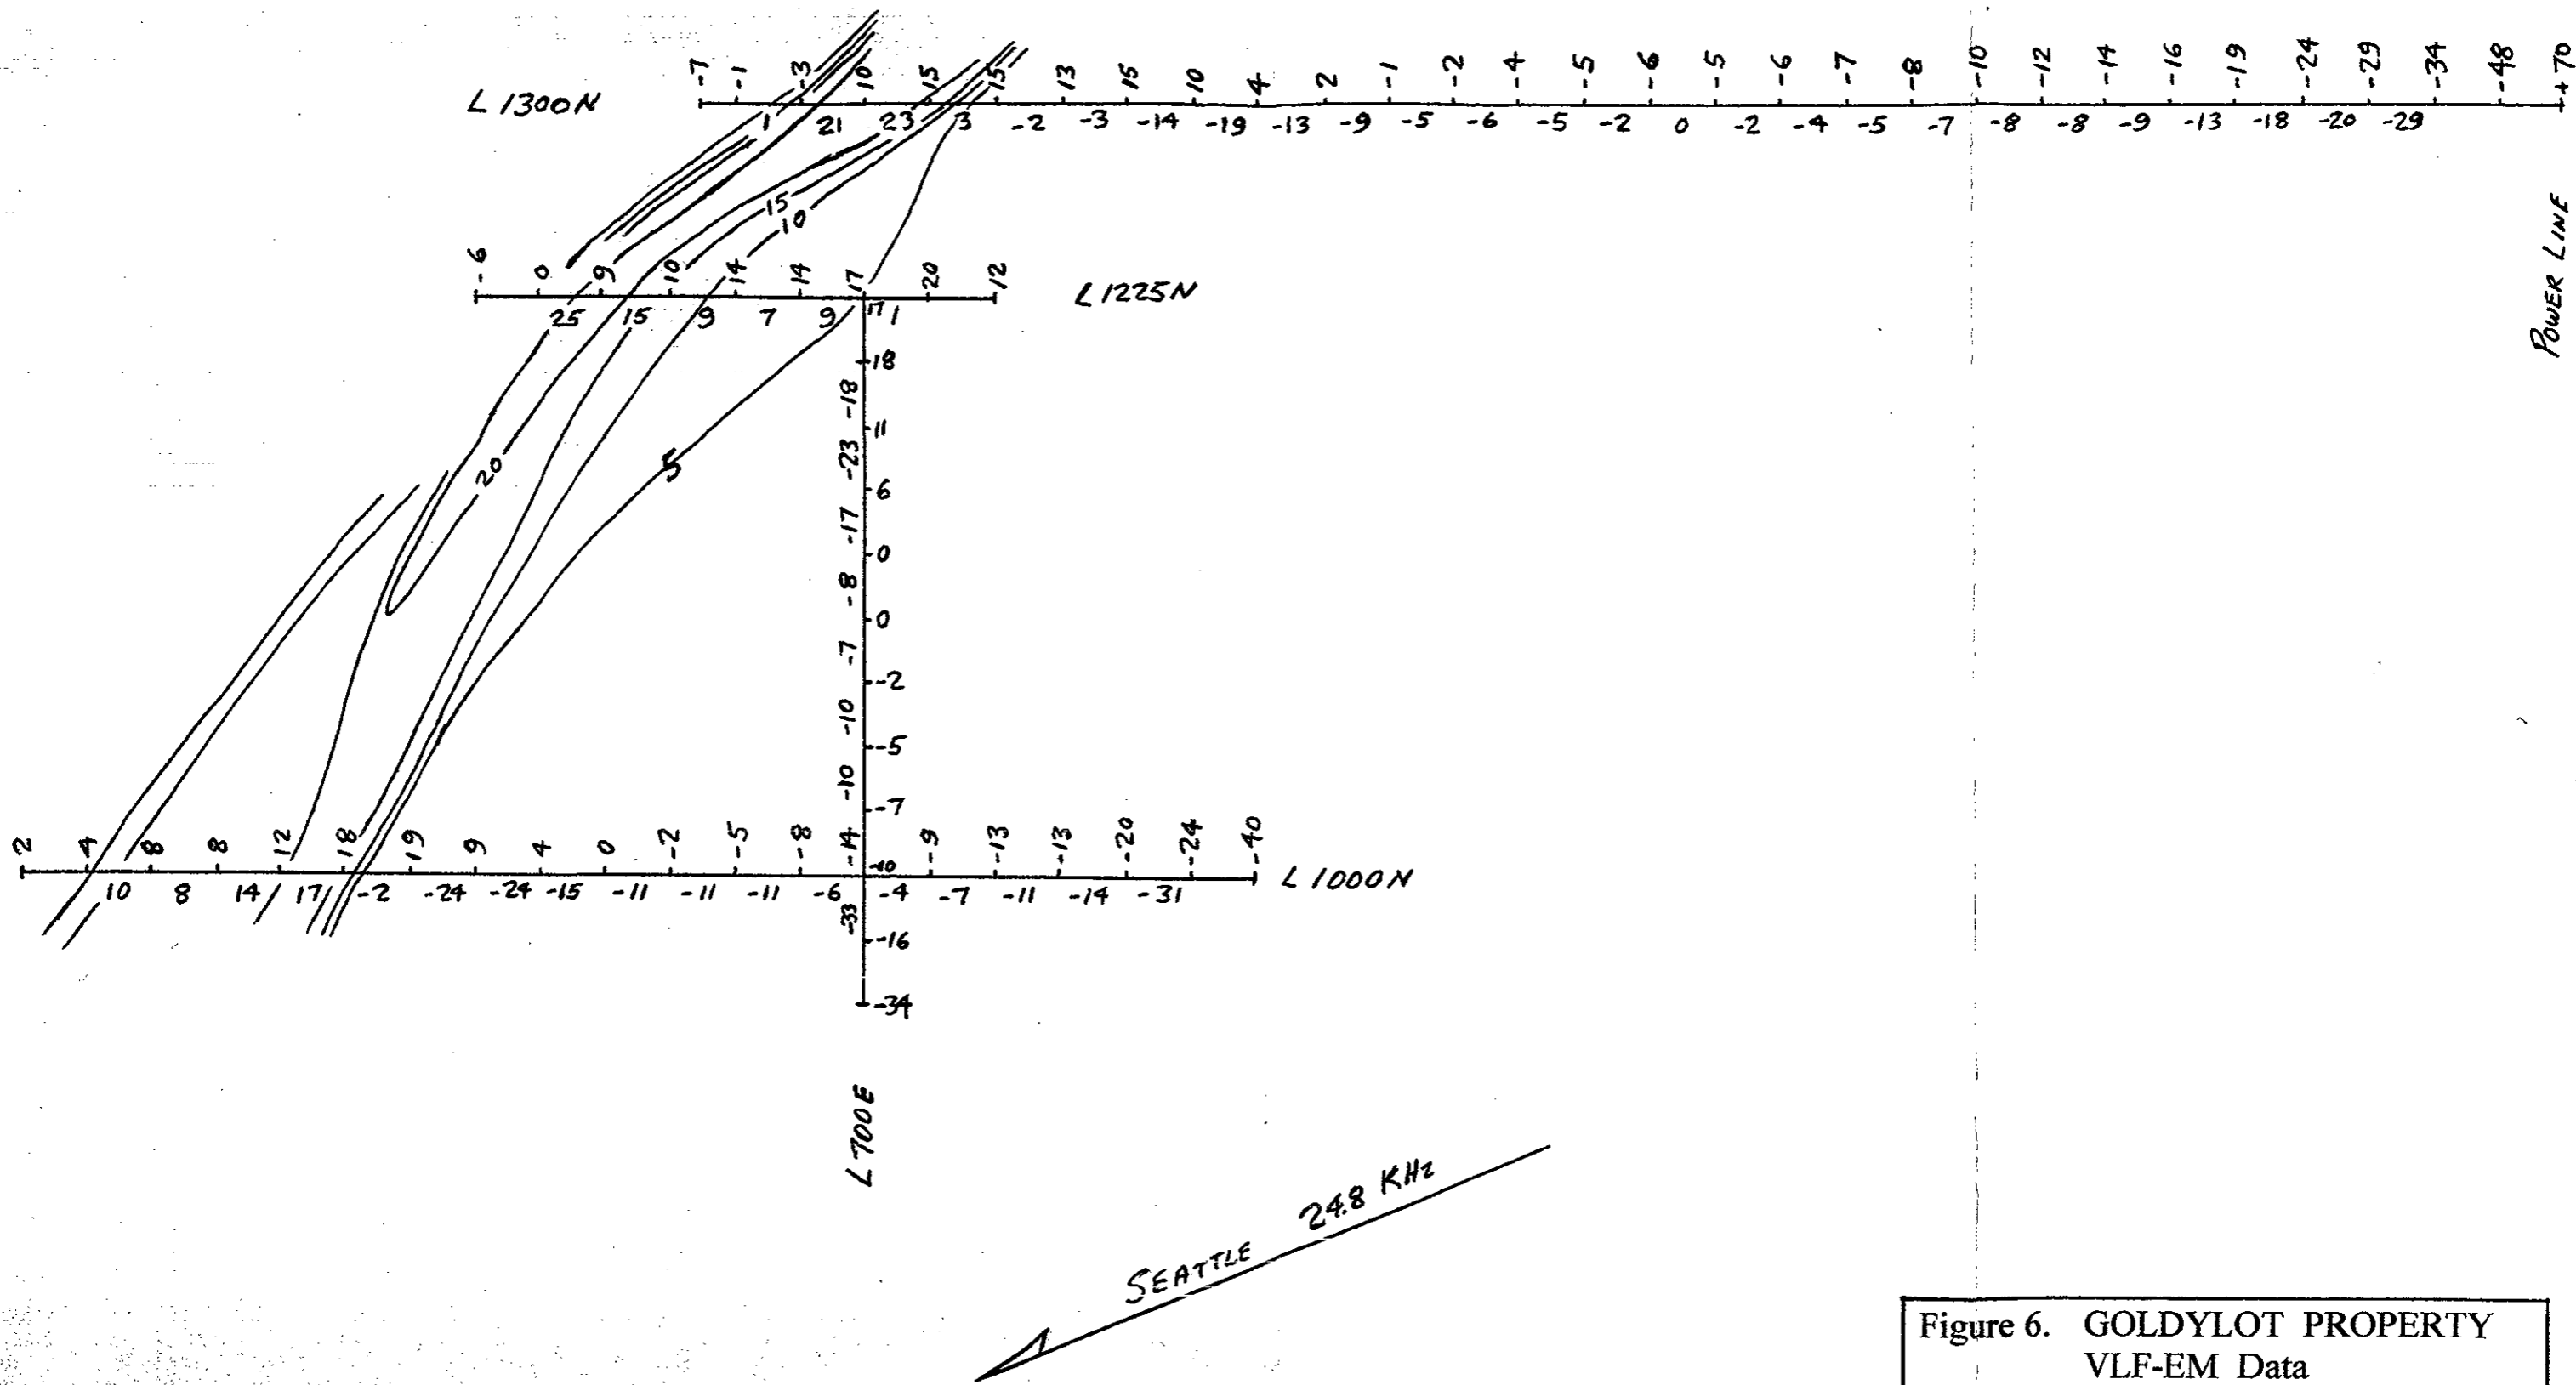 -7 -1 -3 10 15 15 13 15 10 4 2 -1 -2 -4 -5 -6 -5 -6 -7 -8 -10 -12 -14 -16 -19 -24 -29 -34 -48 +70
L 1300N
1 21 23 3 -2 -3 -14 -19 -13 -9 -5 -6 -5 -2 0 -2 -4 -5 -7 -8 -8 -9 -13 -18 -20 -29
POWER LINE
15
10
-6 0 9 10 14 14 17 20 12
L 1225N
25 15 9 7 9 17 1
18
-18
11
-23
20
5
6
-17
0
-8
0
-7
-2
-10
-5
-10
-7
2 4 8 8 12 18 19 9 4 0 -2 -5 -8 -14 -9 -13 -13 -20 -24 -40
-10
L 1000N
10 8 14 17 -2 -24 -24 -15 -11 -11 -11 -6 -4 -7 -11 -14 -31
-33
-16
-34
L 700E
SEATTLE 24.8 KHz
Figure 6. GOLDYLOT PROPERTY
VLF-EM Data